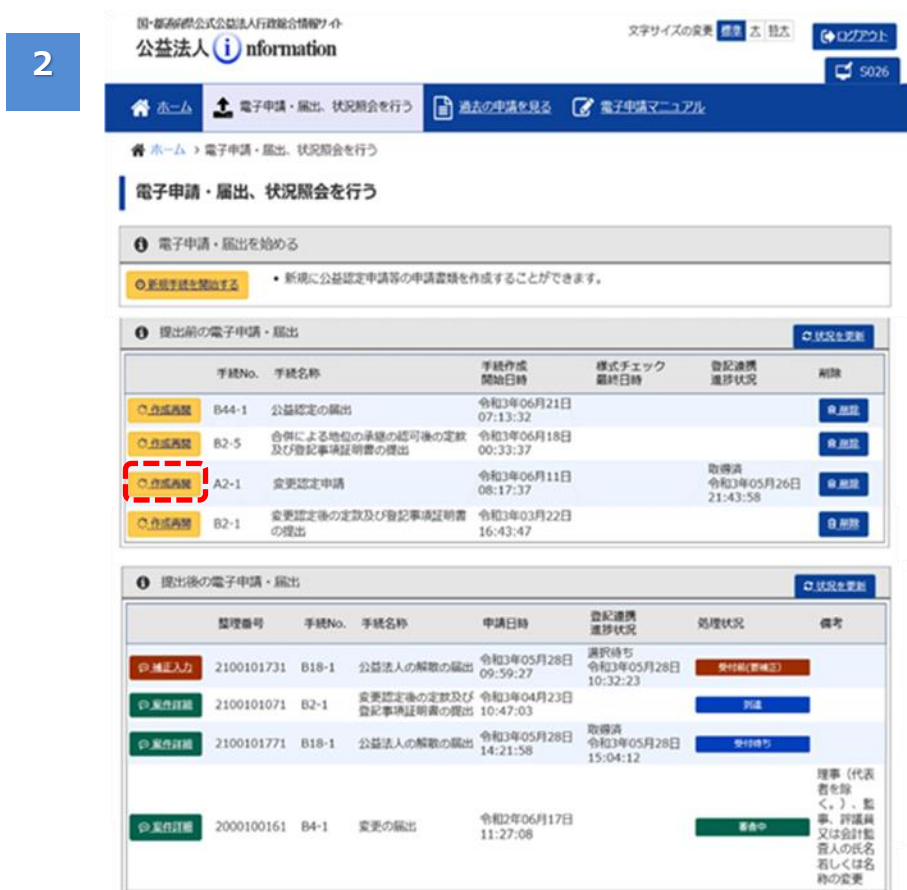 2
国・都道府県公式公益法人行政総合情報サイト
公益法人 i nformation
文字サイズの変更 標準 太 特太
ログアウト
S026
ホーム 電子申請・届出、状況照会を行う 過去の申請を見る 電子申請マニュアル
ホーム > 電子申請・届出、状況照会を行う
電子申請・届出、状況照会を行う
電子申請・届出を始める
新規手続を開始する
• 新規に公益認定申請等の申請書類を作成することができます。
提出前の電子申請・届出
状況を更新
手続No. 手続名称 手続作成 様式チェック 登記連携 削除
開始日時 最終日時 進捗状況
作成再開 B44-1 公益認定の届出 令和3年06月21日 削除
07:13:32
作成再開 B2-5 合併による地位の承継の認可後の定款 令和3年06月18日 削除
及び登記事項証明書の提出 00:33:37
作成再開 A2-1 変更認定申請 令和3年06月11日 取得済 削除
08:17:37 令和3年05月26日
21:43:58
作成再開 B2-1 変更認定後の定款及び登記事項証明書 令和3年03月22日 削除
の提出 16:43:47
提出後の電子申請・届出
状況を更新
整理番号 手続No. 手続名称 申請日時 登記連携 処理状況 備考
進捗状況
補正入力 2100101731 B18-1 公益法人の解散の届出 令和3年05月28日 選択待ち 受付前(要補正)
09:59:27 令和3年05月28日
10:32:23
案件詳細 2100101071 B2-1 変更認定後の定款及び 令和3年04月23日 到達
登記事項証明書の提出 10:47:03
案件詳細 2100101771 B18-1 公益法人の解散の届出 令和3年05月28日 取得済 受付待ち
14:21:58 令和3年05月28日
15:04:12
案件詳細 2000100161 B4-1 変更の届出 令和2年06月17日 審査中
11:27:08
理事（代表
者を除
く。）、監
事、評議員
又は会計監
査人の氏名
若しくは名
称の変更